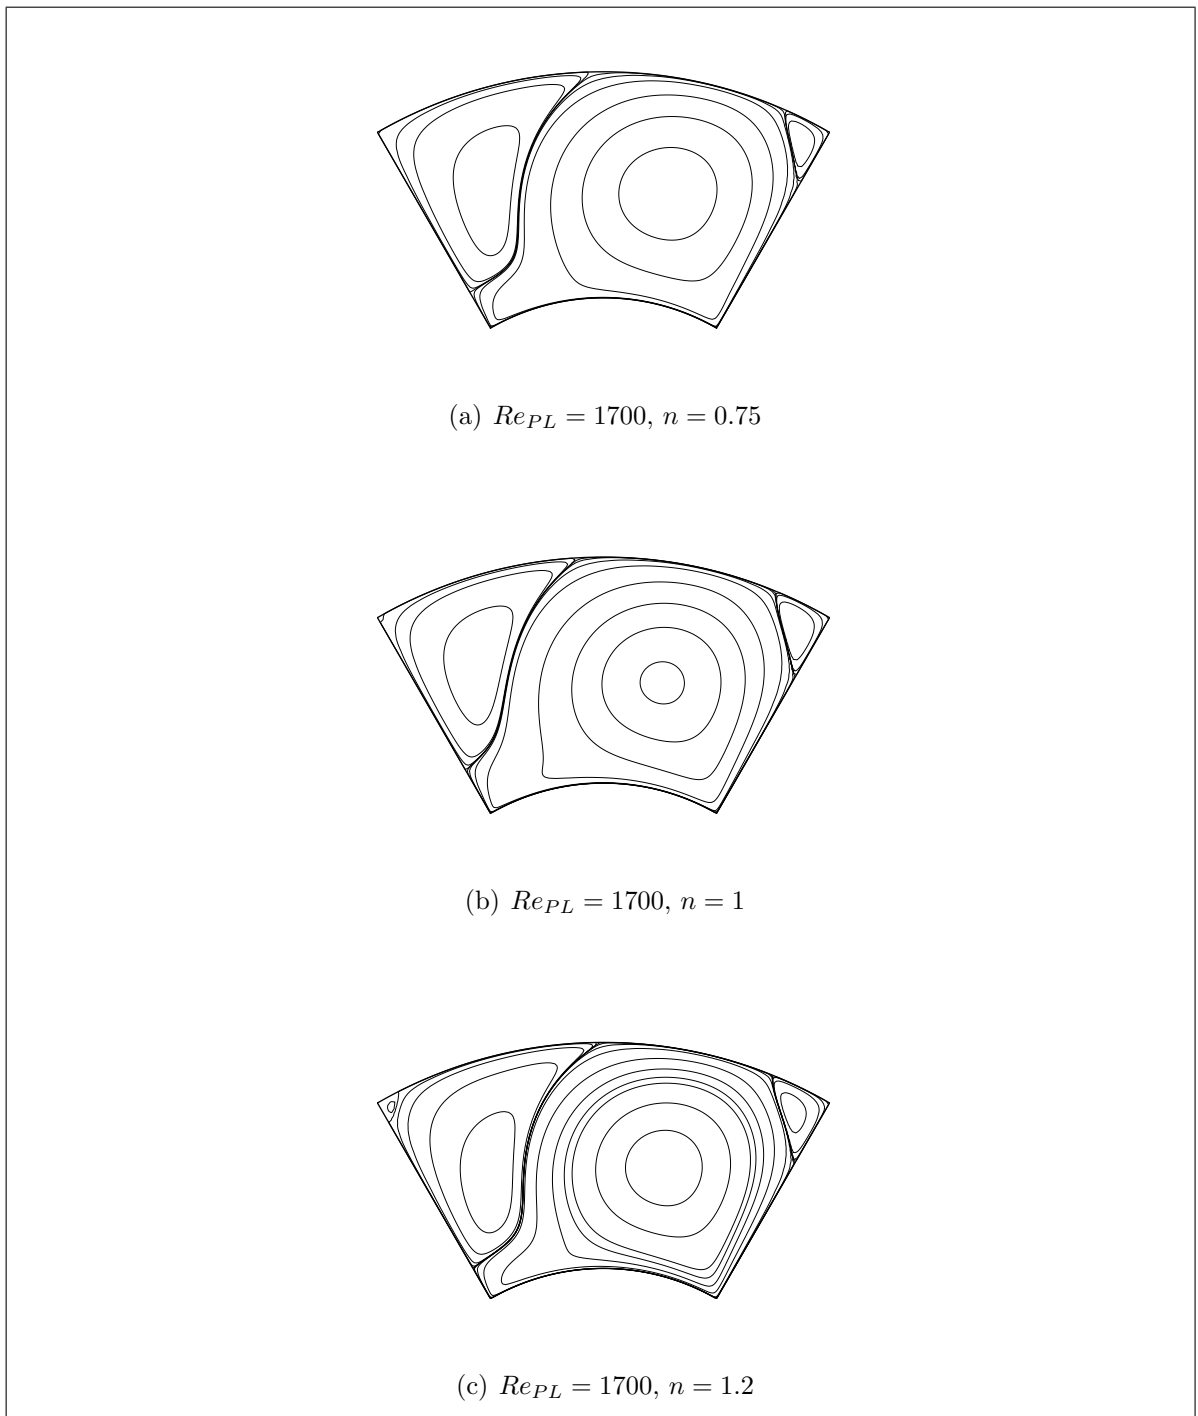 (a) Re_{PL} = 1700, n = 0.75
(b) Re_{PL} = 1700, n = 1
(c) Re_{PL} = 1700, n = 1.2